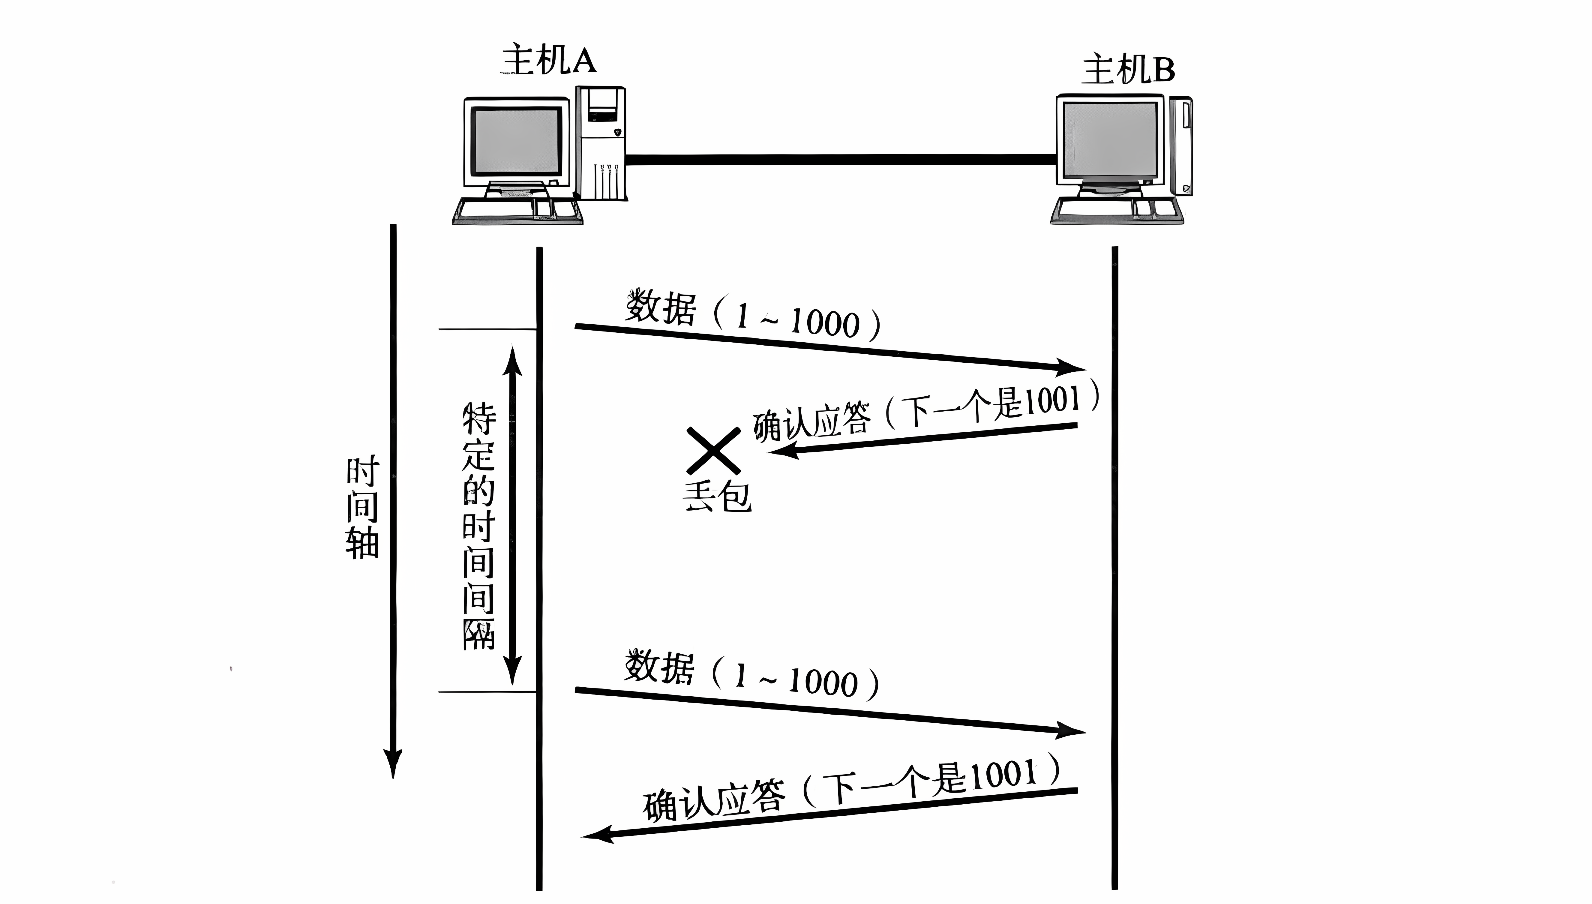 主机A
主机B
数据（1～1000）
确认应答（下一个是1001）
丢包
特定的时间间隔
时间轴
数据（1～1000）
确认应答（下一个是1001）